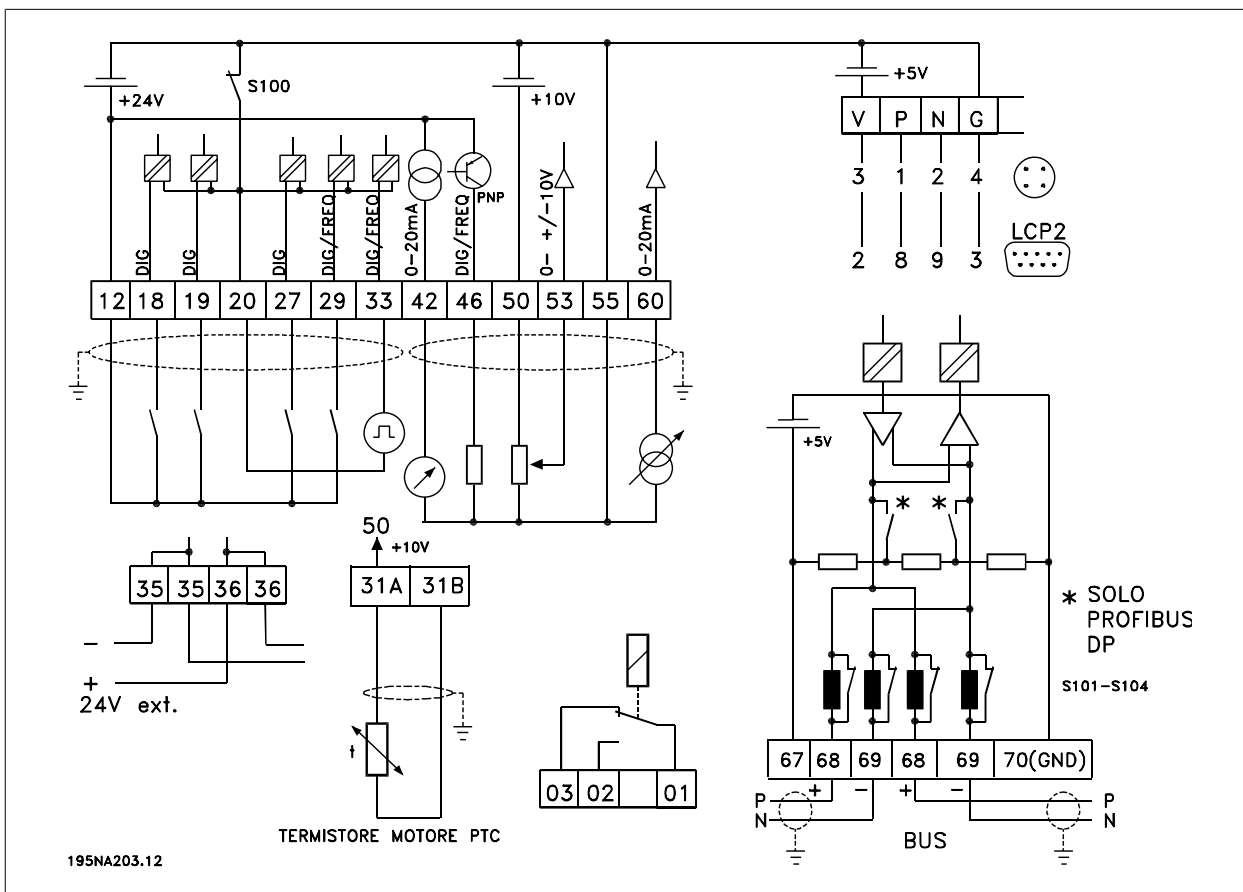 +24V
S100
+10V
+5V
V P N G
3 1 2 4
LCP2
2 8 9 3
DIG
DIG
DIG
DIG/FREQ
DIG/FREQ
0-20mA
DIG/FREQ
PNP
0- +/-10V
0-20mA
12 18 19 20 27 29 33 42 46 50 53 55 60
+5V
* *
50
+10V
35 35 36 36
31A 31B
-
+
24V ext.
* SOLO
PROFIBUS
DP
S101-S104
t
03 02 01
67 68 69 68 69 70(GND)
+ - + -
P P
N N
BUS
TERMISTORE MOTORE PTC
195NA203.12